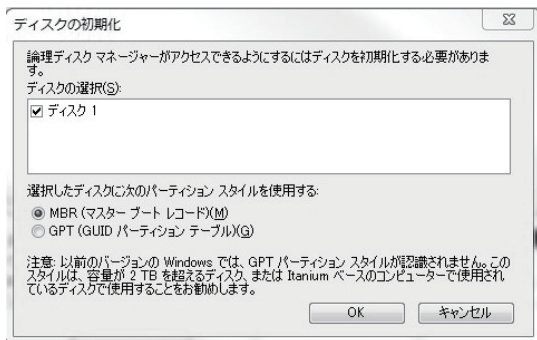 ディスクの初期化
論理ディスク マネージャーがアクセスできるようにするにはディスクを初期化する必要がありま
す。
ディスクの選択(S):
ディスク 1
選択したディスクに次のパーティション スタイルを使用する:
MBR (マスター ブート レコード)(M)
GPT (GUID パーティション テーブル)(G)
注意: 以前のバージョンの Windows では、GPT パーティション スタイルが認識されません。この
スタイルは、容量が 2 TB を超えるディスク、または Itanium ベースのコンピューターで使用され
ているディスクで使用することをお勧めします。
OK
キャンセル